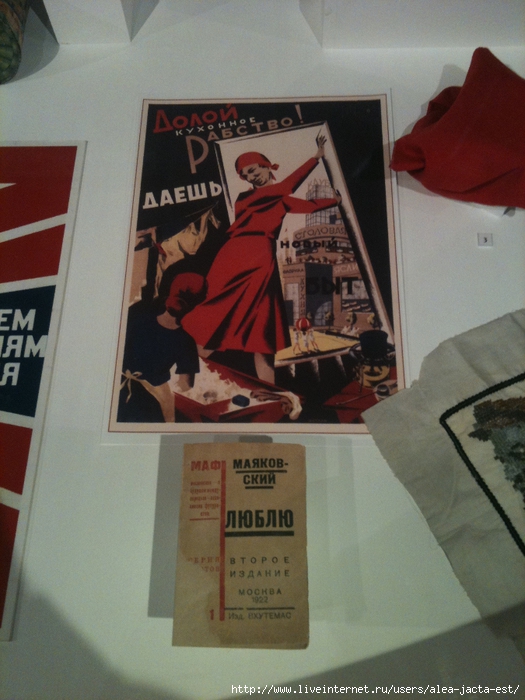 Долой
кухонное
Рабство!
ДАЕШЬ
НОВЫЙ
БЫТ
ЕМ
ЯМ
Я
МАФ
МАЯКОВ-
СКИЙ
ЛЮБЛЮ
ВТОРОЕ
ИЗДАНИЕ
МОСКВА
1922
1
Изд. ВХУТЕМАС
http://www.liveinternet.ru/users/alea-jacta-est/